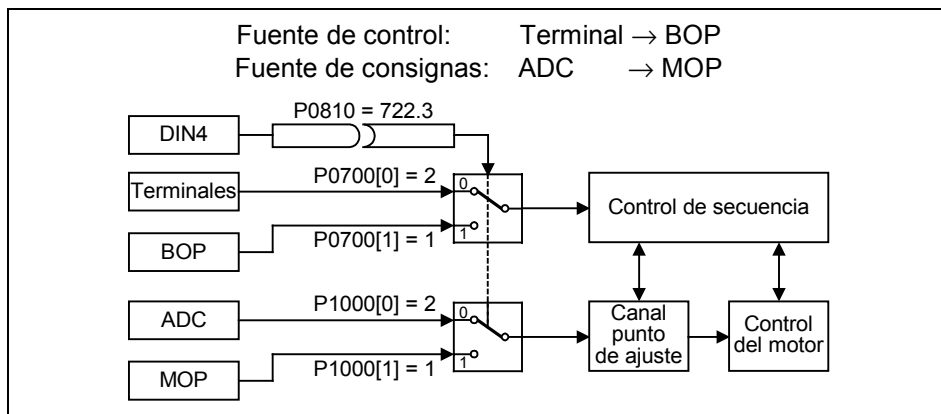 Fuente de control: Terminal → BOP
Fuente de consignas: ADC → MOP
P0810 = 722.3
DIN4
Terminales
P0700[0] = 2
0
1
BOP
P0700[1] = 1
Control de secuencia
ADC
P1000[0] = 2
0
1
MOP
P1000[1] = 1
Canal
punto
de ajuste
Control
del motor